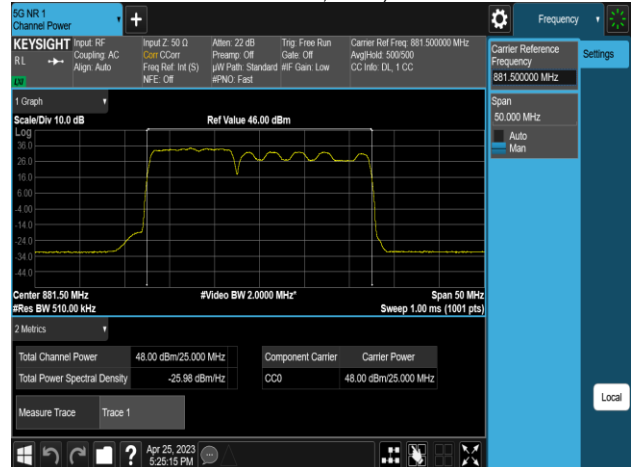 5G NR 1
Channel Power
Frequency
KEYSIGHT
RL
Input: RF
Coupling: AC
Align: Auto
Input Z: 50 Ω
Corr CCorr
Freq Ref: Int (S)
NFE: Off
Atten: 22 dB
Preamp: Off
µW Path: Standard
#PNO: Fast
Trig: Free Run
Gate: Off
#IF Gain: Low
Carrier Ref Freq: 881.500000 MHz
Avg|Hold: 500/500
CC Info: DL, 1 CC
Carrier Reference
Frequency
881.500000 MHz
Settings
Span
50.000 MHz
Auto
Man
1 Graph
Scale/Div 10.0 dB
Ref Value 46.00 dBm
Log
36.0
26.0
16.0
6.00
-4.00
-14.0
-24.0
-34.0
-44.0
Center 881.50 MHz
#Video BW 2.0000 MHz*
Span 50 MHz
#Res BW 510.00 kHz
Sweep 1.00 ms (1001 pts)
2 Metrics
Total Channel Power 48.00 dBm/25.000 MHz
Total Power Spectral Density -25.98 dBm/Hz
Component Carrier Carrier Power
CC0 48.00 dBm/25.000 MHz
Measure Trace Trace 1
Local
?
Apr 25, 2023
5:25:15 PM